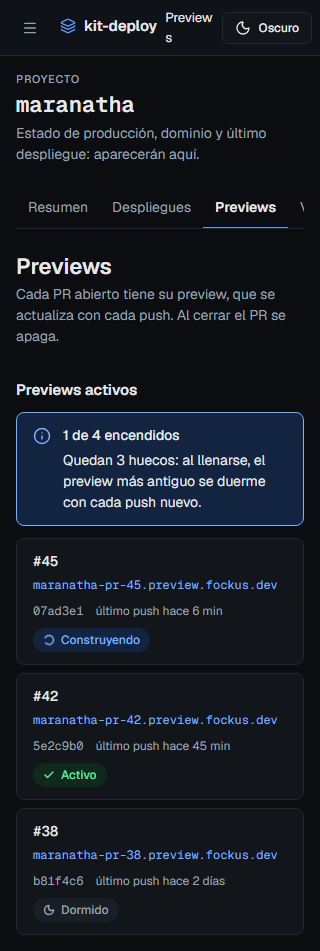 kit-deploy
Preview
s
Oscuro
PROYECTO
maranatha
Estado de producción, dominio y último
despliegue: aparecerán aquí.
Resumen Despliegues Previews
Previews
Cada PR abierto tiene su preview, que se
actualiza con cada push. Al cerrar el PR se
apaga.
Previews activos
1 de 4 encendidos
Quedan 3 huecos: al llenarse, el
preview más antiguo se duerme
con cada push nuevo.
#45
maranatha-pr-45.preview.fockus.dev
07ad3e1 último push hace 6 min
Construyendo
#42
maranatha-pr-42.preview.fockus.dev
5e2c9b0 último push hace 45 min
Activo
#38
maranatha-pr-38.preview.fockus.dev
b81f4c6 último push hace 2 días
Dormido